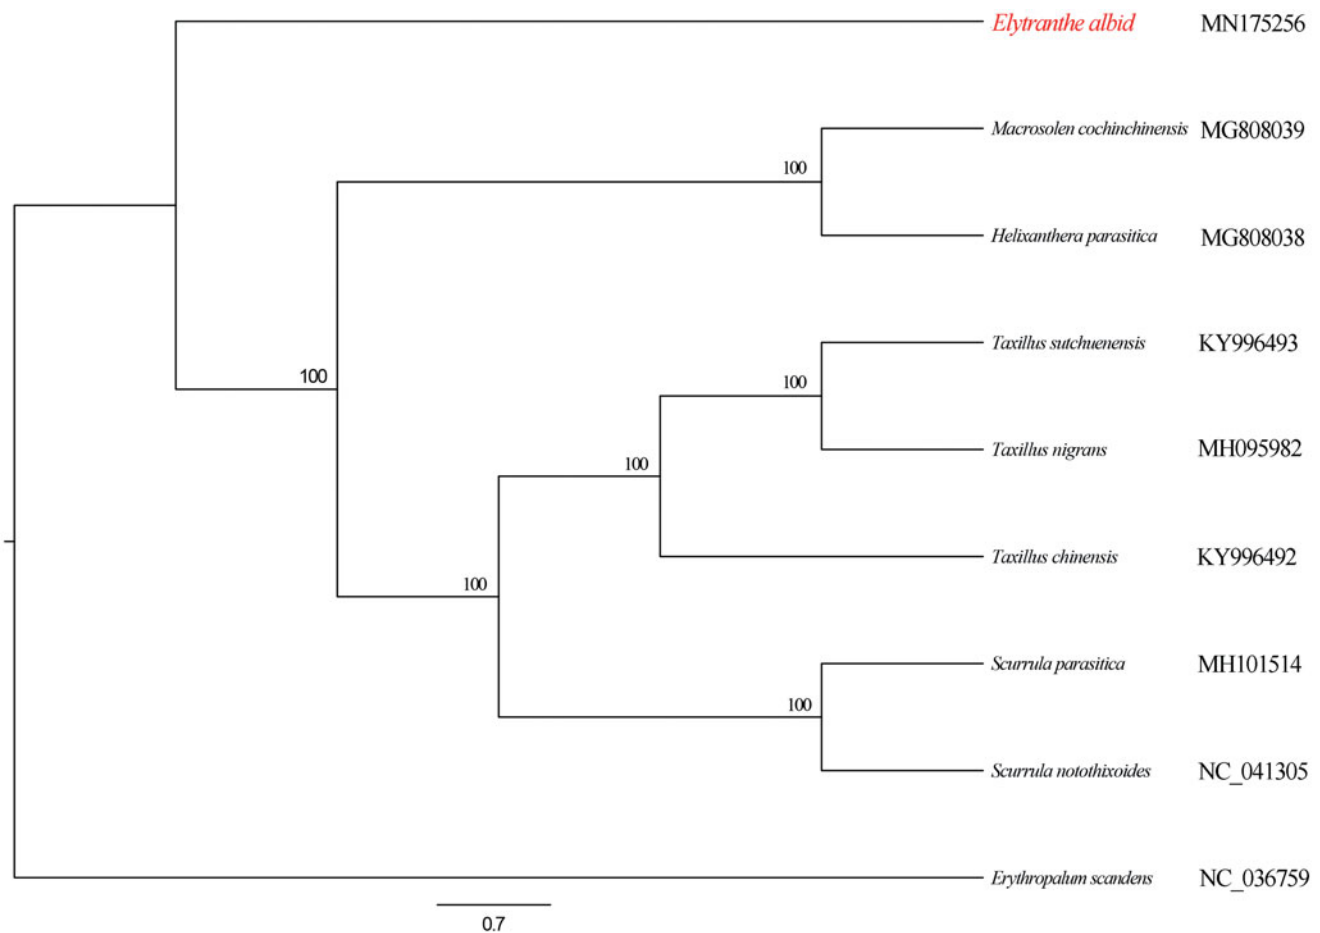 Elytranthe albid MN175256
Macrosolen cochinchinensis MG808039
100
Helixanthera parasitica MG808038
Taxillus sutchuenensis KY996493
100
100
Taxillus nigrans MH095982
100
Taxillus chinensis KY996492
100
Scurrula parasitica MH101514
100
Scurrula notothixoides NC_041305
Erythropalum scandens NC_036759
0.7